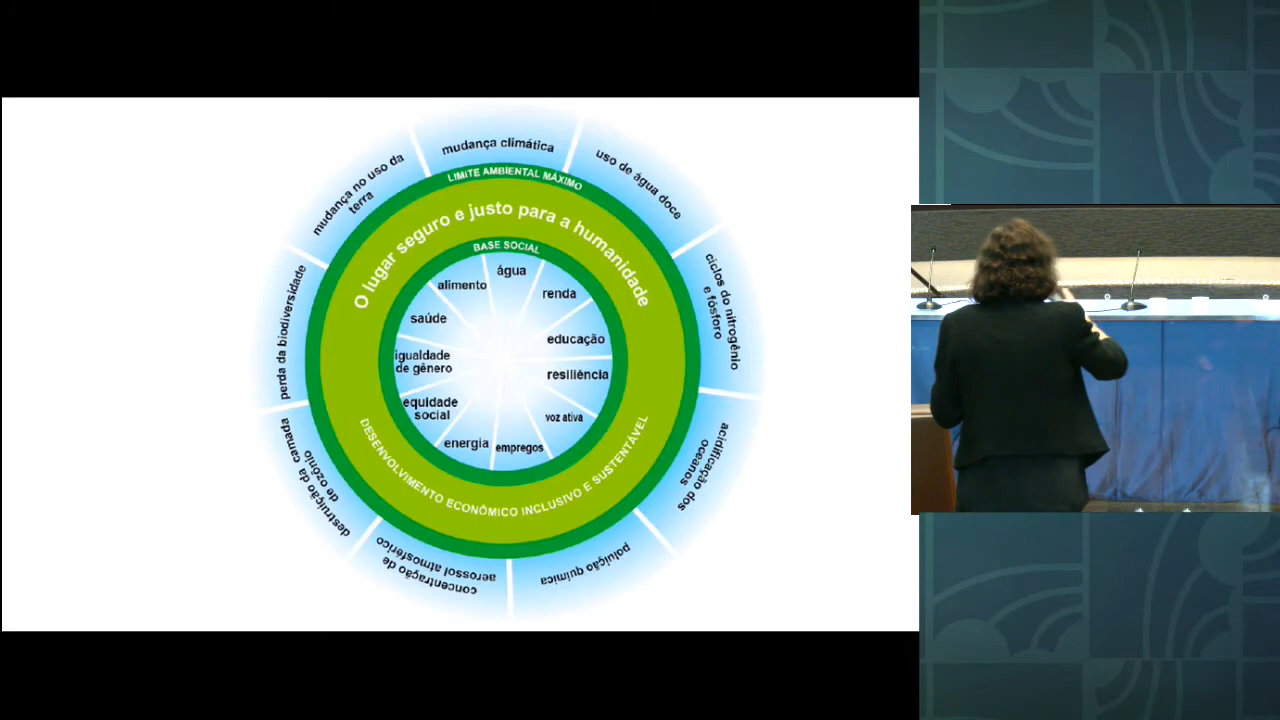 mudança climática
uso de água doce
ciclos do nitrogênio
e fósforo
acidificação dos
oceanos
poluição química
concentração de
aerossol atmosférico
destruição da camada
de ozônio
perda da biodiversidade
mudança no uso da
terra
LIMITE AMBIENTAL MÁXIMO
O lugar seguro e justo para a humanidade
BASE SOCIAL
água
renda
educação
resiliência
voz ativa
empregos
energia
equidade
social
igualdade
de gênero
saúde
alimento
DESENVOLVIMENTO ECONÔMICO INCLUSIVO E SUSTENTÁVEL